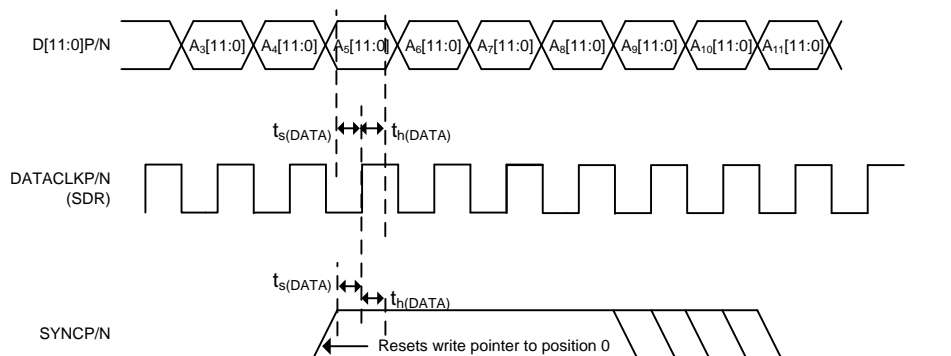 D[11:0]P/N A₃[11:0] A₄[11:0] A₅[11:0] A₆[11:0] A₇[11:0] A₈[11:0] A₉[11:0] A₁₀[11:0] A₁₁[11:0]
ts(DATA) th(DATA)
DATACLKP/N
(SDR)
ts(DATA)
th(DATA)
SYNCP/N
Resets write pointer to position 0